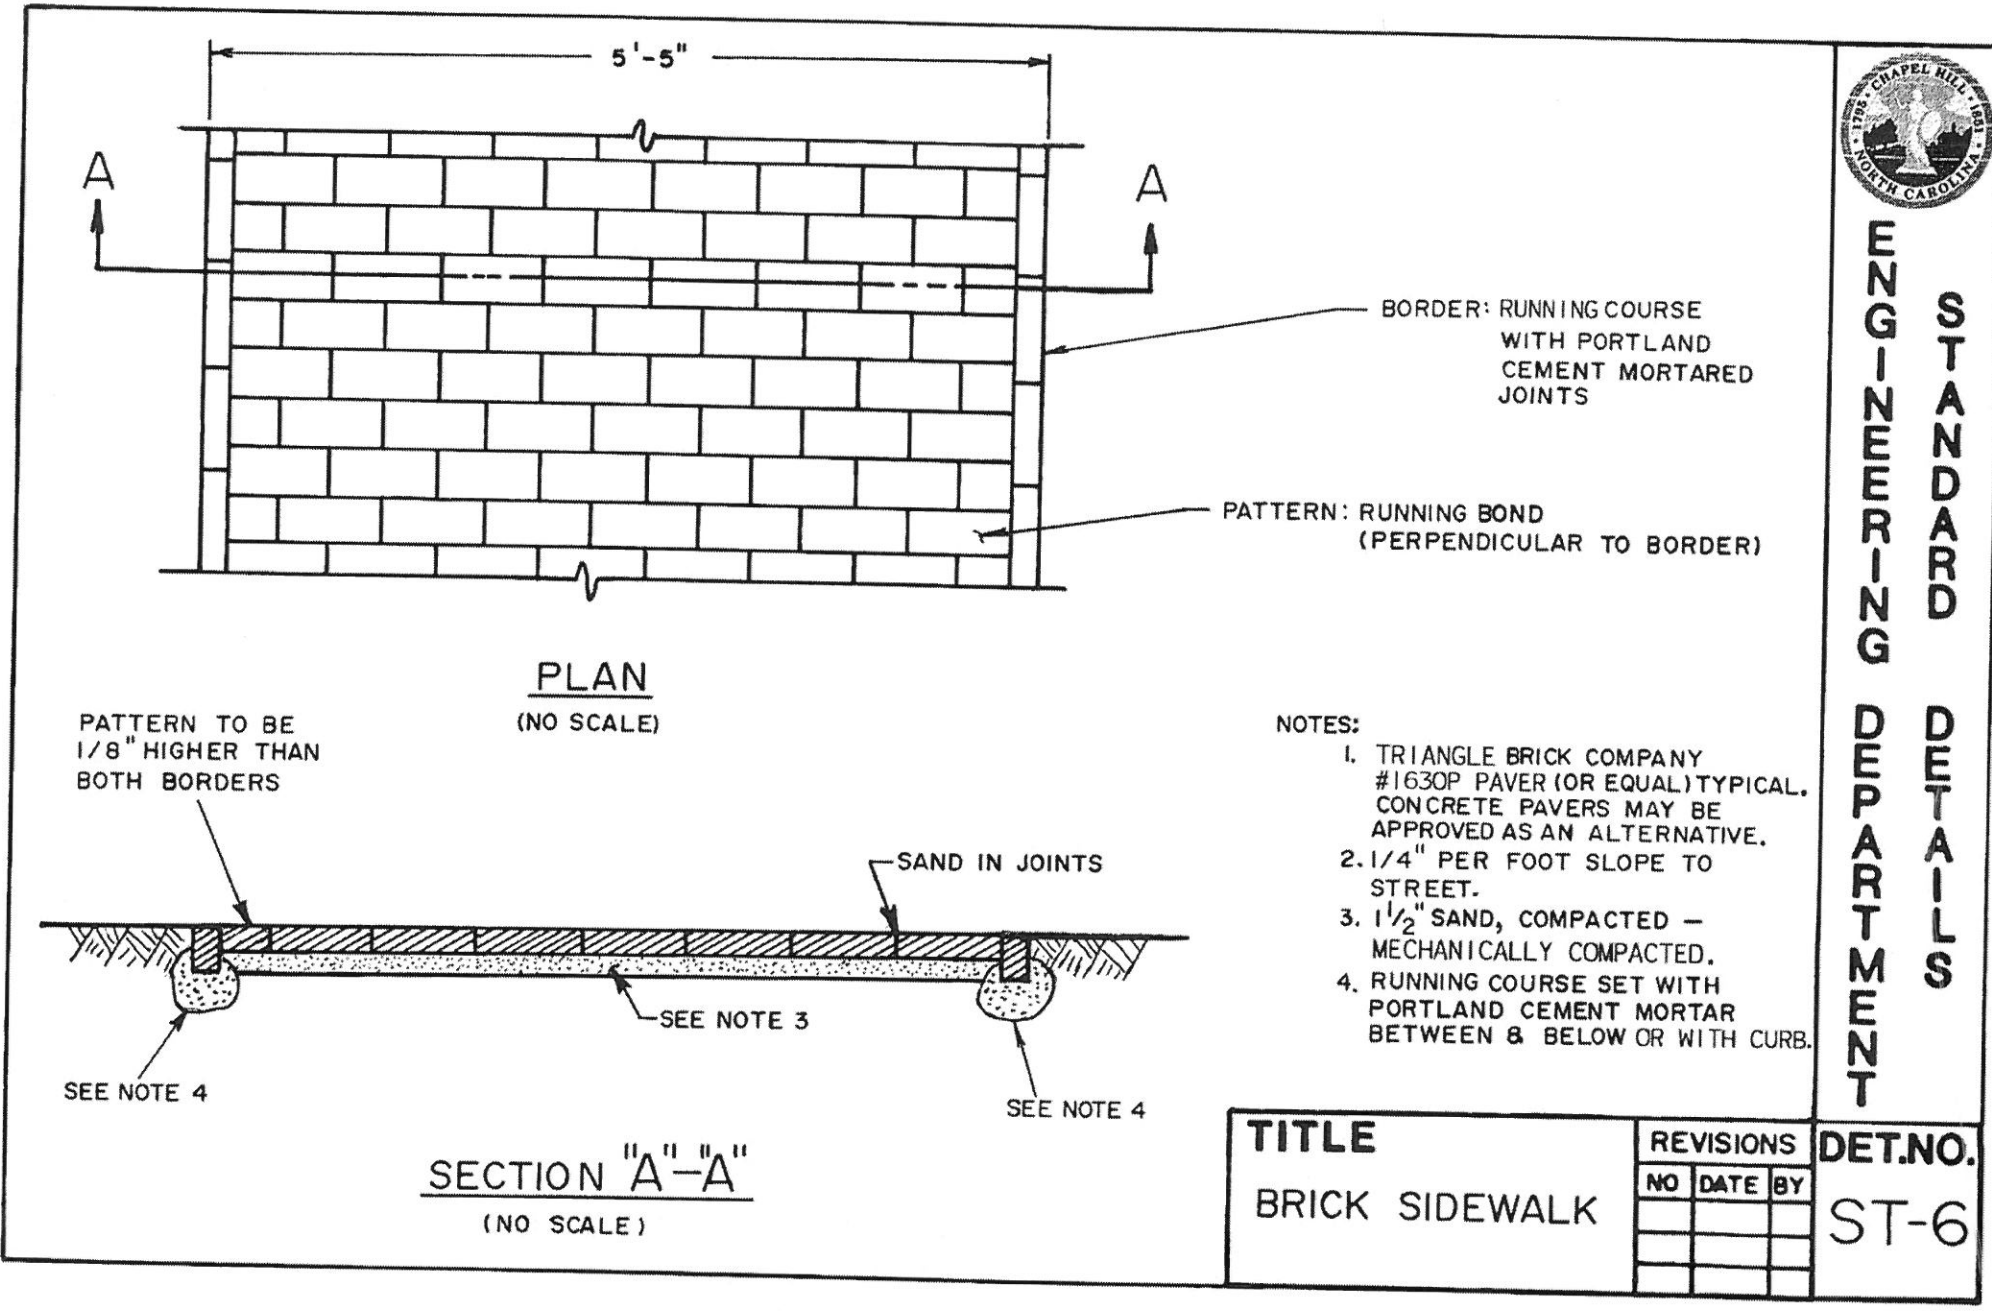 5'-5"
A
A
BORDER: RUNNING COURSE
WITH PORTLAND
CEMENT MORTARED
JOINTS
PATTERN: RUNNING BOND
(PERPENDICULAR TO BORDER)
PLAN
(NO SCALE)
PATTERN TO BE
1/8" HIGHER THAN
BOTH BORDERS
SAND IN JOINTS
SEE NOTE 3
SEE NOTE 4
SEE NOTE 4
SECTION "A"-"A"
(NO SCALE)
NOTES:
1. TRIANGLE BRICK COMPANY
#1630P PAVER (OR EQUAL) TYPICAL.
CONCRETE PAVERS MAY BE
APPROVED AS AN ALTERNATIVE.
2. 1/4" PER FOOT SLOPE TO
STREET.
3. 1 1/2" SAND, COMPACTED –
MECHANICALLY COMPACTED.
4. RUNNING COURSE SET WITH
PORTLAND CEMENT MORTAR
BETWEEN & BELOW OR WITH CURB.
1793 · CHAPEL HILL · 1851
NORTH CAROLINA
ENGINEERING DEPARTMENT
STANDARD DETAILS
TITLE
BRICK SIDEWALK
REVISIONS
NO DATE BY
DET.NO.
ST-6